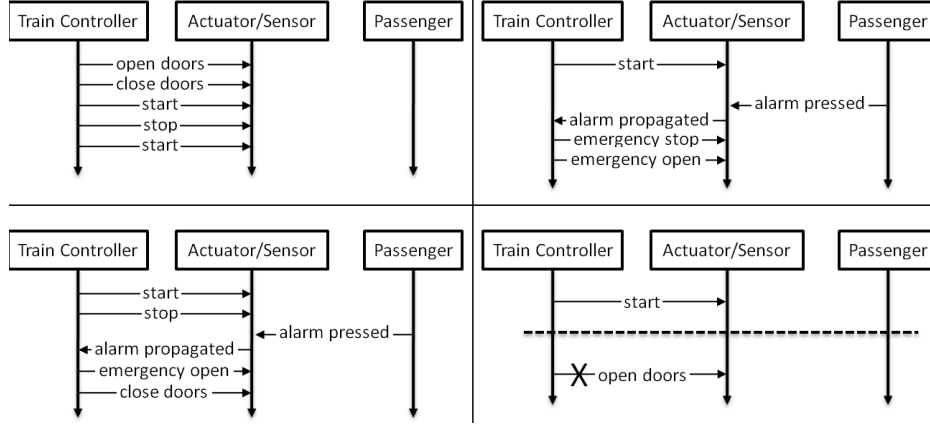 Train Controller Actuator/Sensor Passenger
open doors
close doors
start
stop
start
Train Controller Actuator/Sensor Passenger
start
alarm pressed
alarm propagated
emergency stop
emergency open
Train Controller Actuator/Sensor Passenger
start
stop
alarm pressed
alarm propagated
emergency open
close doors
Train Controller Actuator/Sensor Passenger
start
open doors